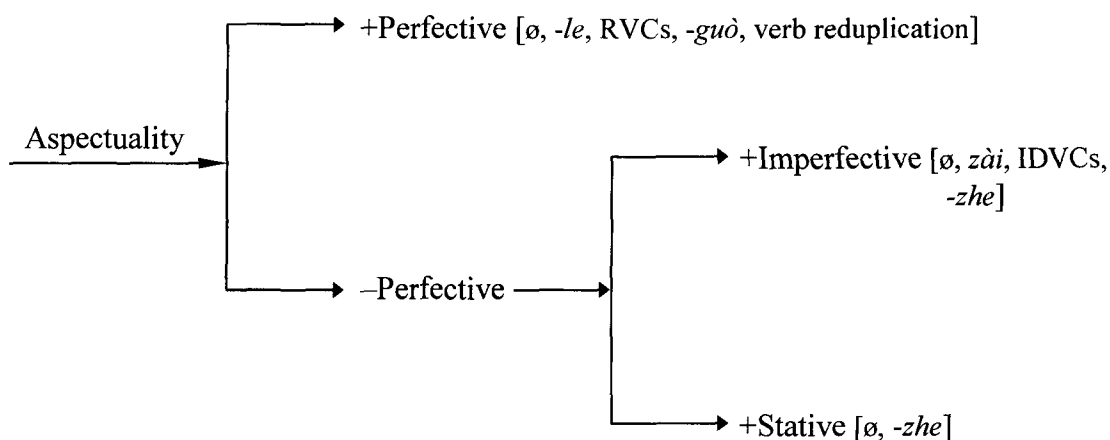 +Perfective [ø, -le, RVCs, -guò, verb reduplication]
Aspectuality
+Imperfective [ø, zài, IDVCs,
-zhe]
–Perfective
+Stative [ø, -zhe]